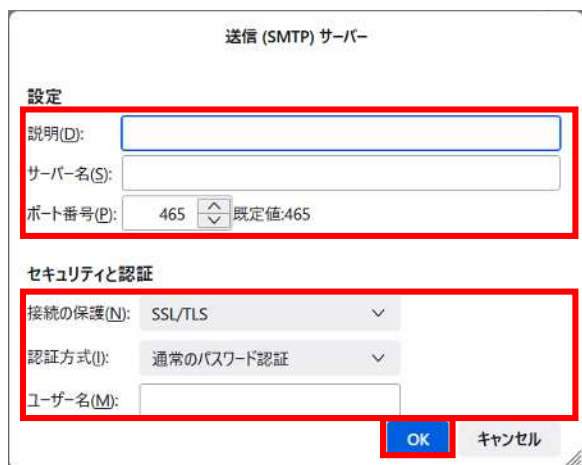 送信 (SMTP) サーバー
設定
説明(D):
サーバー名(S):
ポート番号(P): 465 既定値:465
セキュリティと認証
接続の保護(N): SSL/TLS
認証方式(I): 通常のパスワード認証
ユーザー名(M):
OK キャンセル